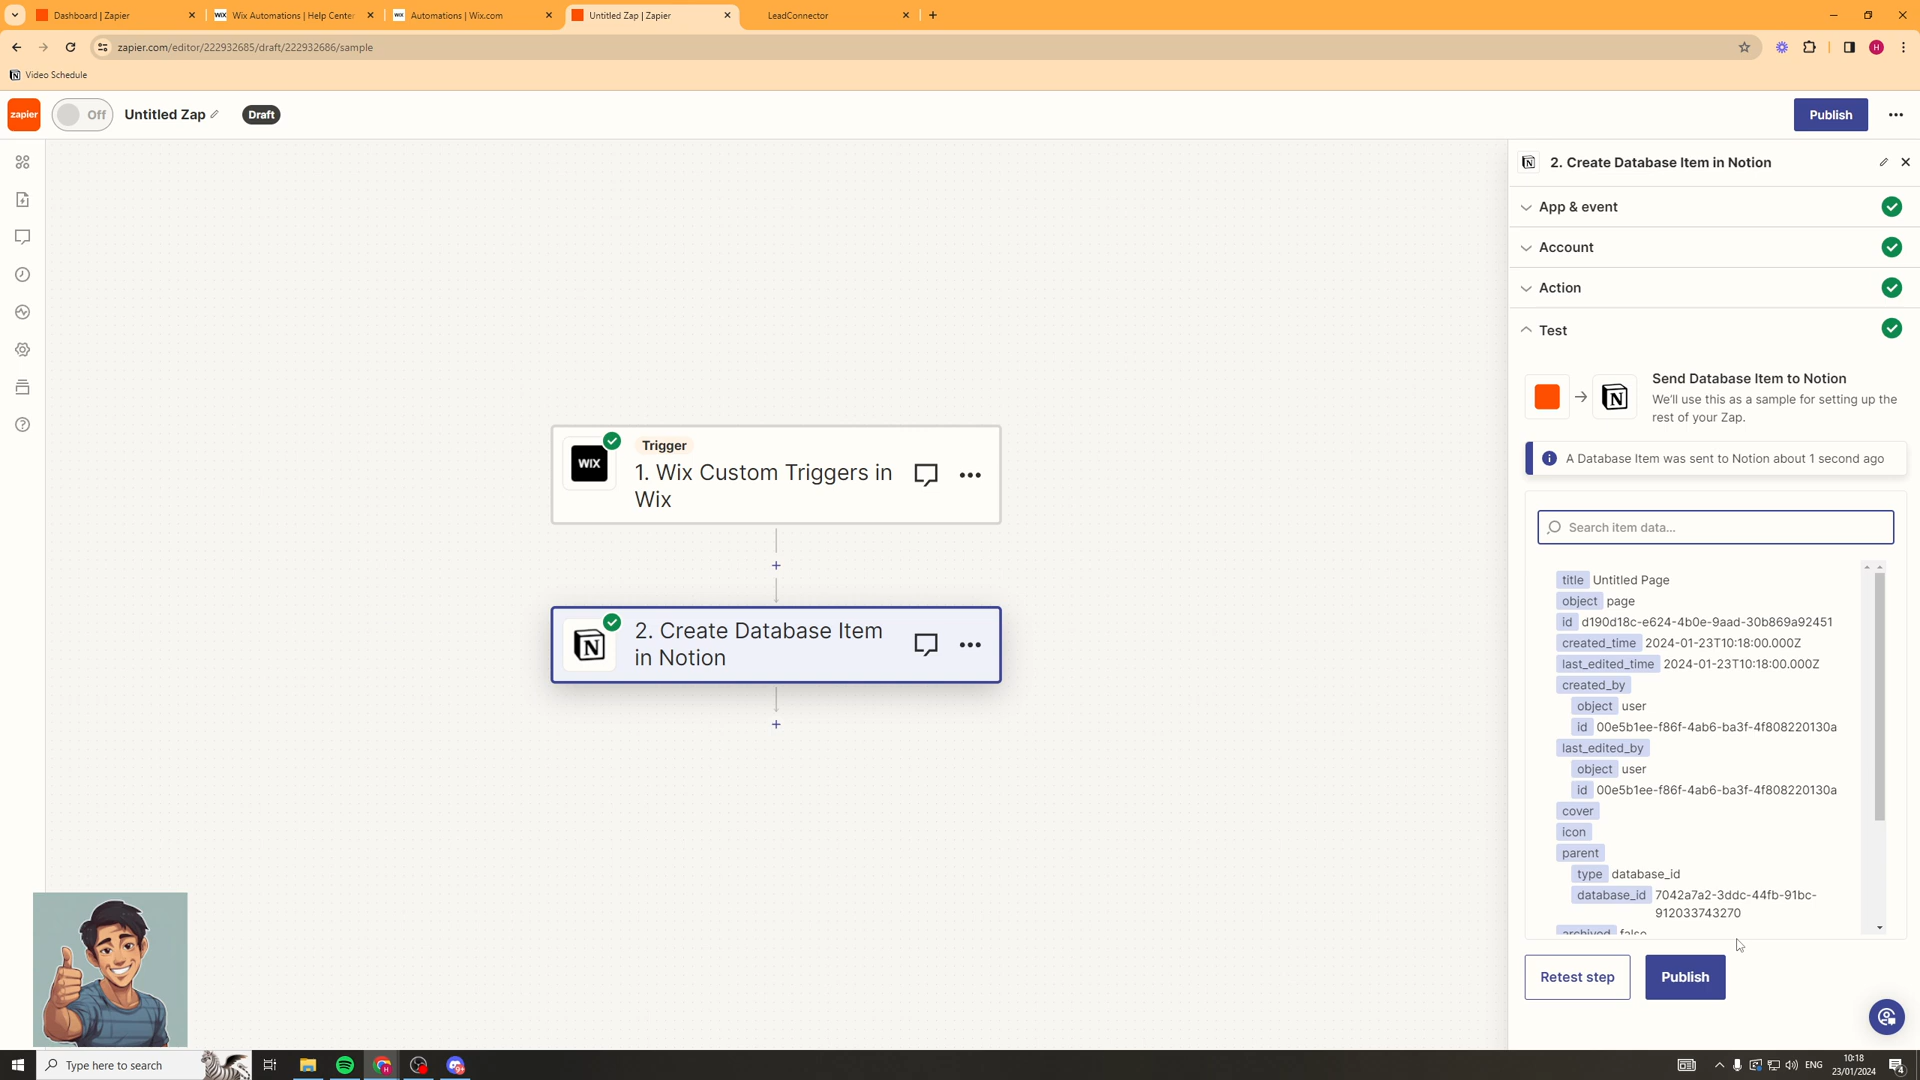 Dashboard | Zapier
Wix Automations | Help Center
Automations | Wix.com
Untitled Zap | Zapier
LeadConnector
zapier.com/editor/222932685/draft/222932686/sample
Video Schedule
zapier
Off
Untitled Zap
Draft
Publish
2. Create Database Item in Notion
App & event
Account
Action
Test
Send Database Item to Notion
We'll use this as a sample for setting up the
rest of your Zap.
A Database Item was sent to Notion about 1 second ago
Search item data...
title Untitled Page
object page
id d190d18c-e624-4b0e-9aad-30b869a92451
created_time 2024-01-23T10:18:00.000Z
last_edited_time 2024-01-23T10:18:00.000Z
created_by
object user
id 00e5b1ee-f86f-4ab6-ba3f-4f808220130a
last_edited_by
object user
id 00e5b1ee-f86f-4ab6-ba3f-4f808220130a
cover
icon
parent
type database_id
database_id 7042a7a2-3ddc-44fb-91bc-
912033743270
archived false
Retest step
Publish
WIX
Trigger
1. Wix Custom Triggers in
Wix
2. Create Database Item
in Notion
Type here to search
ENG
10:18
23/01/2024